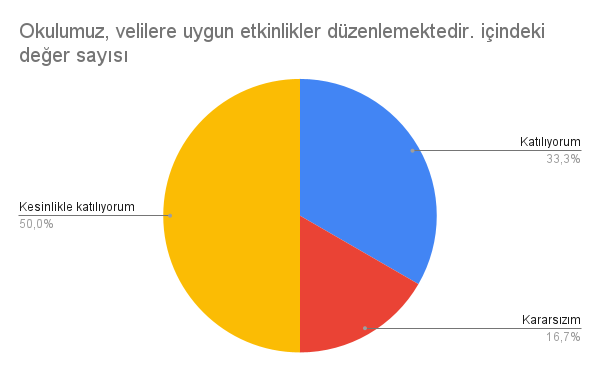 Okulumuz, velilere uygun etkinlikler düzenlemektedir. içindeki
değer sayısı
Katılıyorum
33,3%
Kesinlikle katılıyorum
50,0%
Kararsızım
16,7%